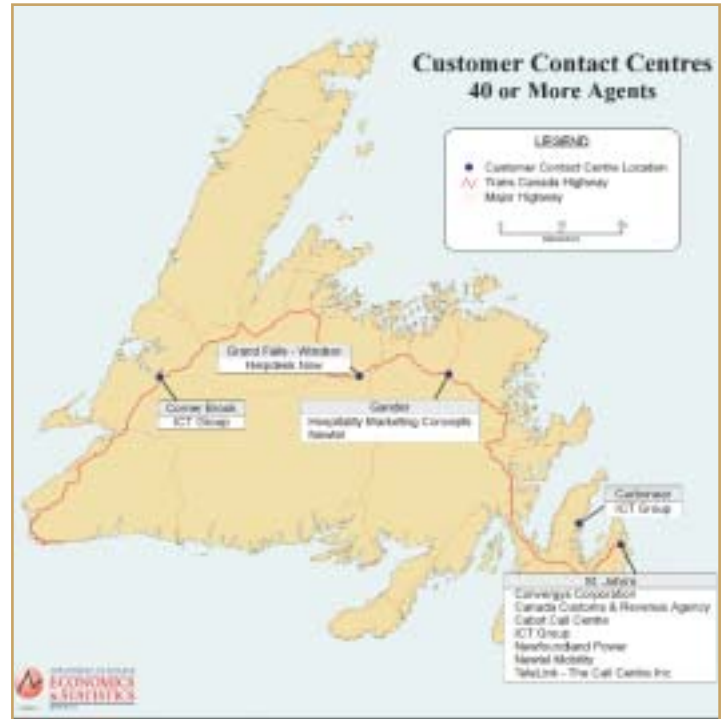 Customer Contact Centres
40 or More Agents
LEGEND
Customer Contact Centre Location
Trans Canada Highway
Major Highway
Grand Falls - Windsor
Helpdesk Now
Corner Brook
ICT Group
Gander
Hospitality Marketing Concepts
Newtel
Carbonear
ICT Group
St. John's
Convergys Corporation
Canada Customs & Revenue Agency
Cabot Call Centre
ICT Group
Newfoundland Power
Newtel Mobility
TeleLink - The Call Centre Inc
ECONOMICS
& STATISTICS